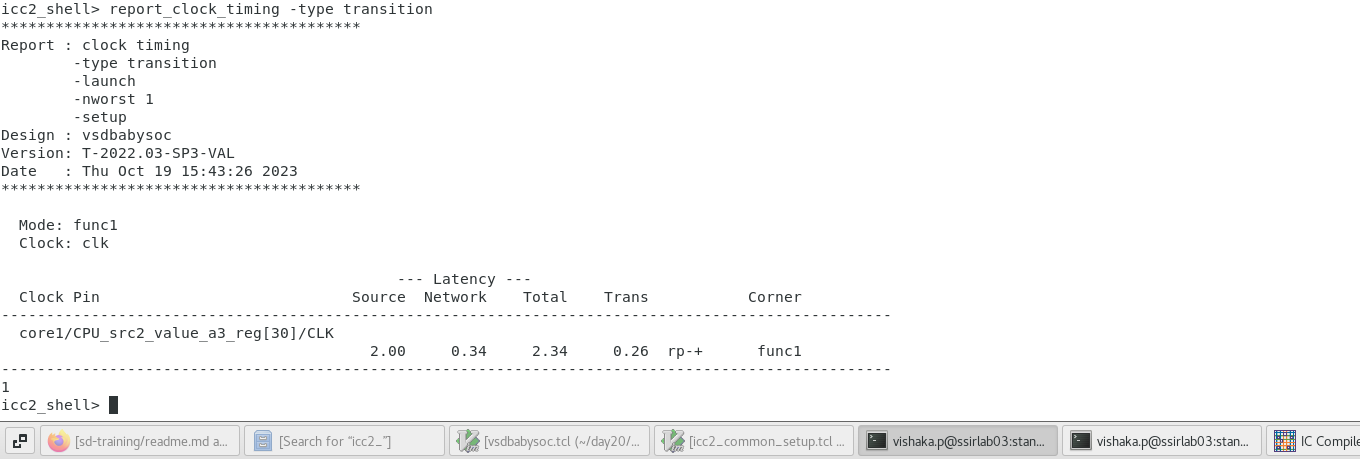 icc2_shell> report_clock_timing -type transition
****************************************
Report : clock timing
        -type transition
        -launch
        -nworst 1
        -setup
Design : vsdbabysoc
Version: T-2022.03-SP3-VAL
Date   : Thu Oct 19 15:43:26 2023
****************************************
  Mode: func1
  Clock: clk
                                            --- Latency ---
  Clock Pin                            Source  Network    Total    Trans           Corner
---------------------------------------------------------------------------------------------------
  core1/CPU_src2_value_a3_reg[30]/CLK
                                         2.00     0.34     2.34     0.26  rp-+      func1
---------------------------------------------------------------------------------------------------
1
icc2_shell>
[sd-training/readme.md a... [Search for "icc2_"] [vsdbabysoc.tcl (~/day20/... [icc2_common_setup.tcl ... vishaka.p@ssirlab03:stan... vishaka.p@ssirlab03:stan... IC Compile